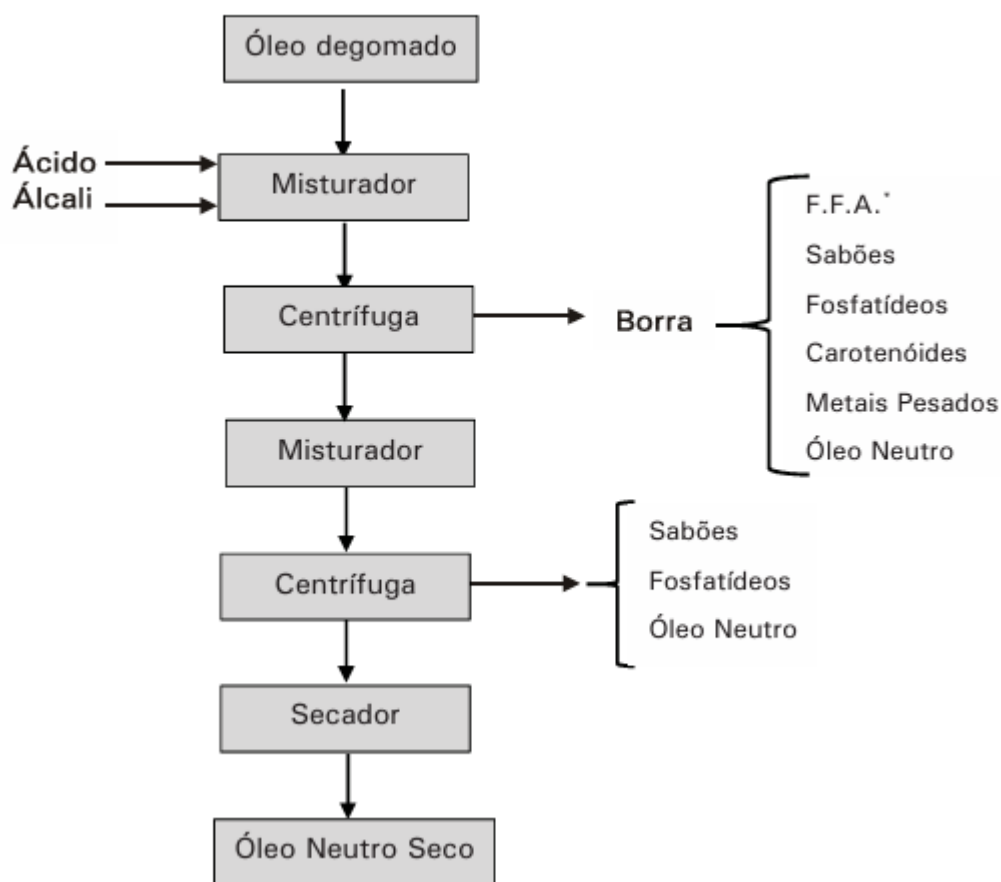 Óleo degomado
Ácido
Álcali
Misturador
Centrífuga
Borra
F.F.A.*
Sabões
Fosfatídeos
Carotenóides
Metais Pesados
Óleo Neutro
Misturador
Centrífuga
Sabões
Fosfatídeos
Óleo Neutro
Secador
Óleo Neutro Seco